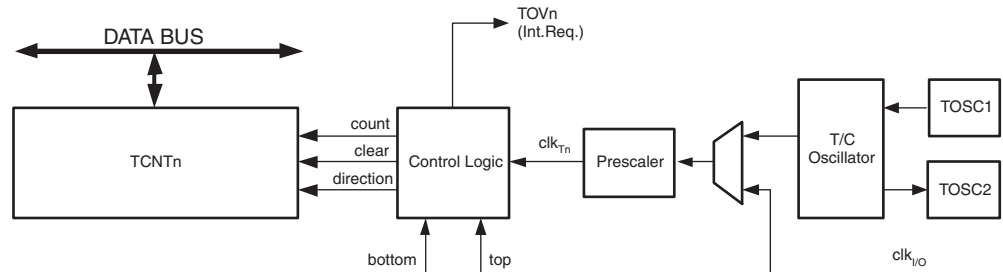 TOVn
(Int.Req.)
DATA BUS
TCNTn
count
clear
direction
Control Logic
clkTn
Prescaler
T/C
Oscillator
TOSC1
TOSC2
bottom
top
clkI/O